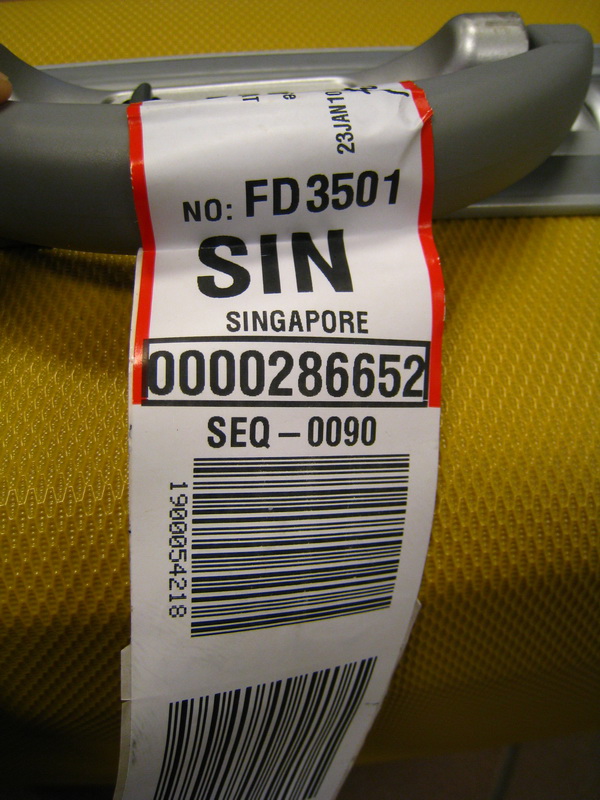 23JAN10
NO: FD3501
SIN
SINGAPORE
0000286652
SEQ-0090
1900054218